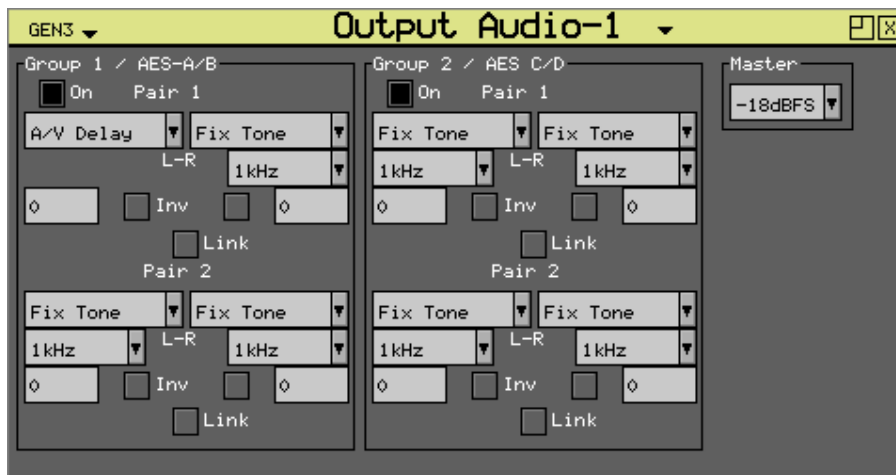 GEN3 Output Audio-1
Group 1 / AES-A/B
On Pair 1
A/V Delay Fix Tone
L-R
1kHz
0 Inv 0
Link
Pair 2
Fix Tone Fix Tone
L-R
1kHz 1kHz
0 Inv 0
Link
Group 2 / AES C/D
On Pair 1
Fix Tone Fix Tone
L-R
1kHz 1kHz
0 Inv 0
Link
Pair 2
Fix Tone Fix Tone
L-R
1kHz 1kHz
0 Inv 0
Link
Master
-18dBFS